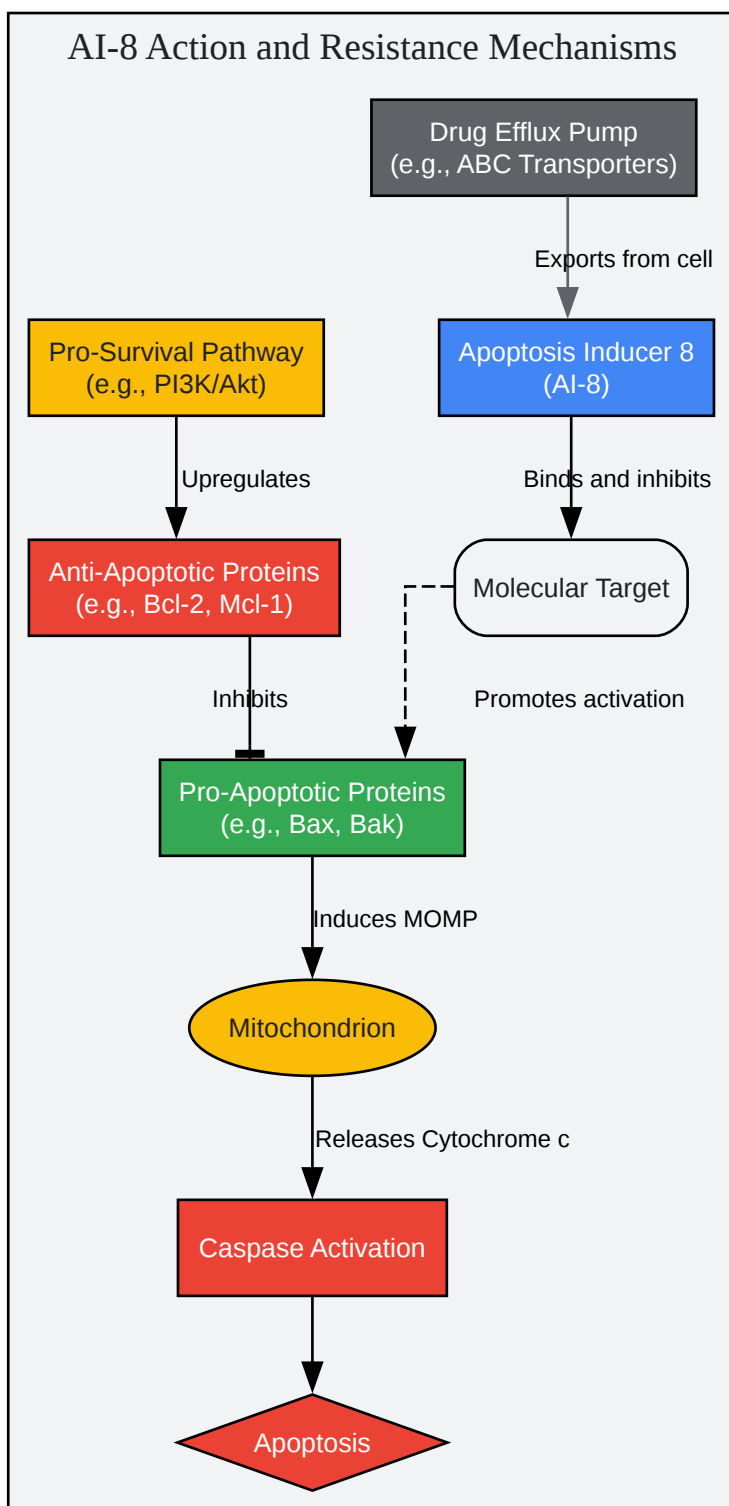 AI-8 Action and Resistance Mechanisms
Drug Efflux Pump
(e.g., ABC Transporters)
Exports from cell
Pro-Survival Pathway
(e.g., PI3K/Akt)
Apoptosis Inducer 8
(AI-8)
Upregulates
Binds and inhibits
Anti-Apoptotic Proteins
(e.g., Bcl-2, Mcl-1)
Molecular Target
Inhibits
Promotes activation
Pro-Apoptotic Proteins
(e.g., Bax, Bak)
Induces MOMP
Mitochondrion
Releases Cytochrome c
Caspase Activation
Apoptosis